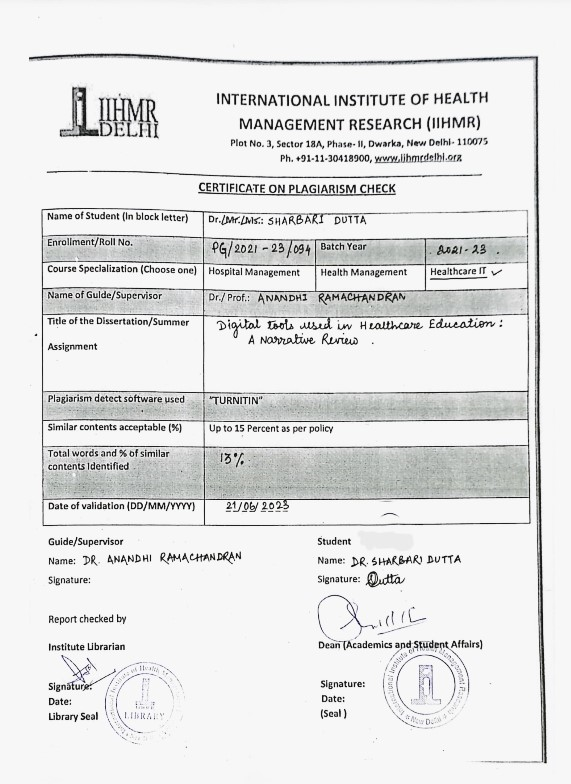 IIHMR
DELHI
INTERNATIONAL INSTITUTE OF HEALTH
MANAGEMENT RESEARCH (IIHMR)
Plot No. 3, Sector 18A, Phase- II, Dwarka, New Delhi- 110075
Ph. +91-11-30418900, www.iihmrdelhi.org
CERTIFICATE ON PLAGIARISM CHECK
Name of Student (in block letter) Dr./Mr./Ms.: SHARBARI DUTTA
Enrollment/Roll No. PG/2021-23/094 Batch Year 2021-23.
Course Specialization (Choose one) Hospital Management Health Management Healthcare IT ✓
Name of Guide/Supervisor Dr./ Prof.: ANANDHI RAMACHANDRAN
Title of the Dissertation/Summer Digital tools used in Healthcare Education:
Assignment A Narrative Review.
Plagiarism detect software used "TURNITIN"
Similar contents acceptable (%) Up to 15 Percent as per policy
Total words and % of similar 13%
contents Identified
Date of validation (DD/MM/YYYY) 21/06/2023
Guide/Supervisor Student
Name: DR. ANANDHI RAMACHANDRAN Name: DR. SHARBARI DUTTA
Signature: Signature: Dutta
Report checked by
Institute Librarian Dean (Academics and Student Affairs)
Signature: Signature:
Date: Date:
Library Seal (Seal )
LIBRARY
New Delhi